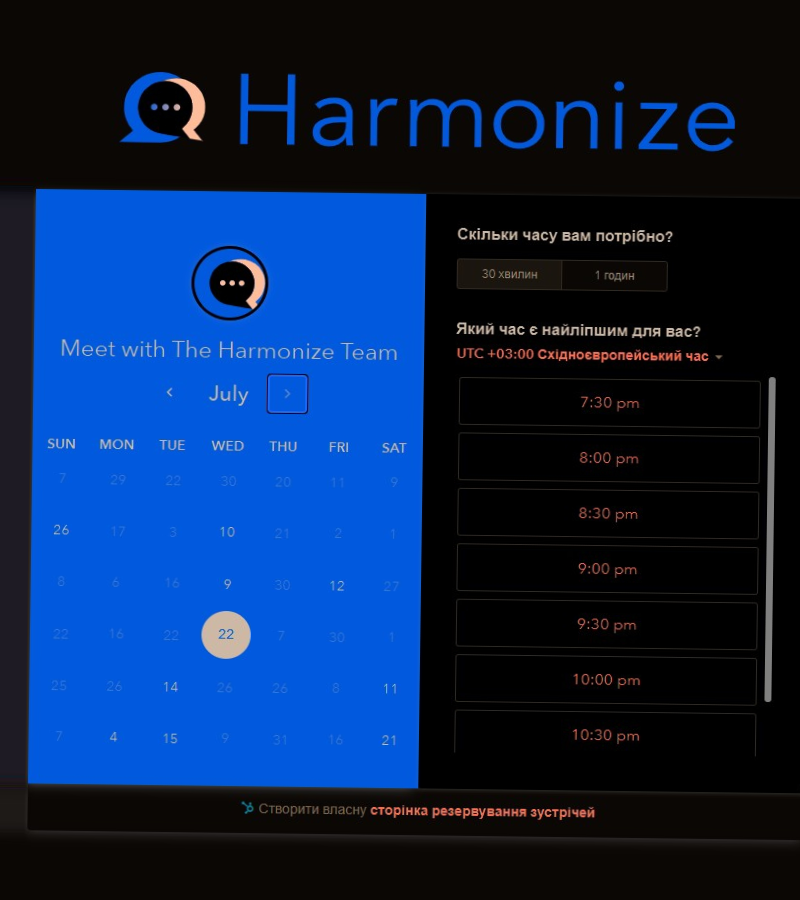 Harmonize
Meet with The Harmonize Team
July
SUN MON TUE WED THU FRI SAT
7 29 22 30 20 11 9
26 17 3 10 21 2 1
8 6 16 9 30 12 27
22 16 22 22 7 30 1
25 26 14 26 26 8 11
7 4 15 9 31 16 21
Скільки часу вам потрібно?
30 хвилин 1 годин
Який час є найліпшим для вас?
UTC +03:00 Східноєвропейський час
7:30 pm
8:00 pm
8:30 pm
9:00 pm
9:30 pm
10:00 pm
10:30 pm
Створити власну сторінка резервування зустрічей